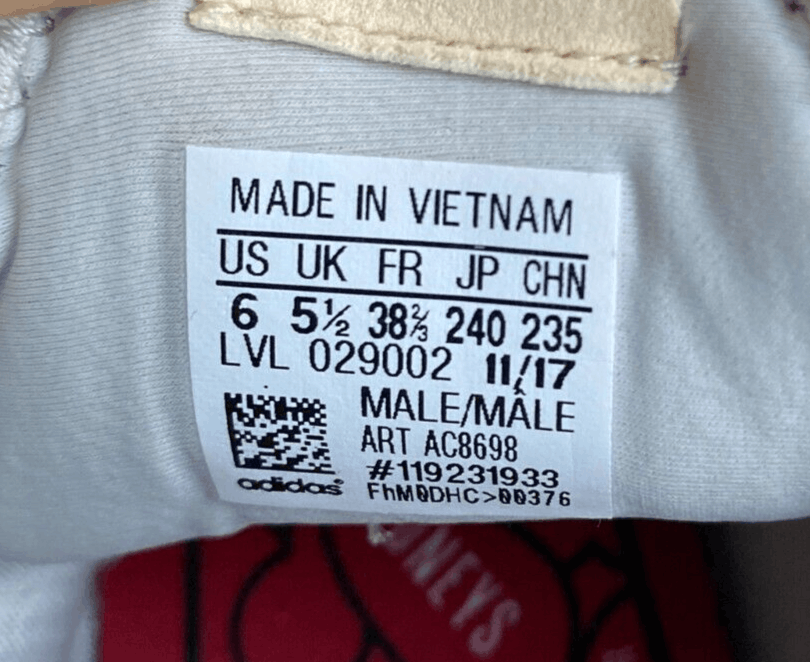 MADE IN VIETNAM
US UK FR JP CHN
6 5½ 38⅔ 240 235
LVL 029002 11/17
MALE/MÂLE
ART AC8698
#119231933
adidas FhM0DHC>00376